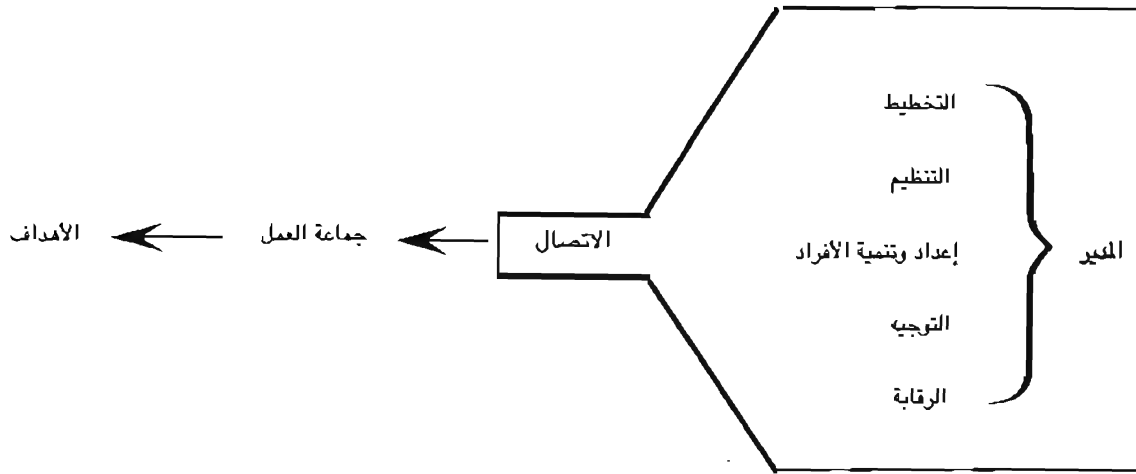 التخطيط
التنظيم
المدير
إعداد وتنمية الأفراد
الاتصال
جماعة العمل
الأهداف
التوجيه
الرقابة